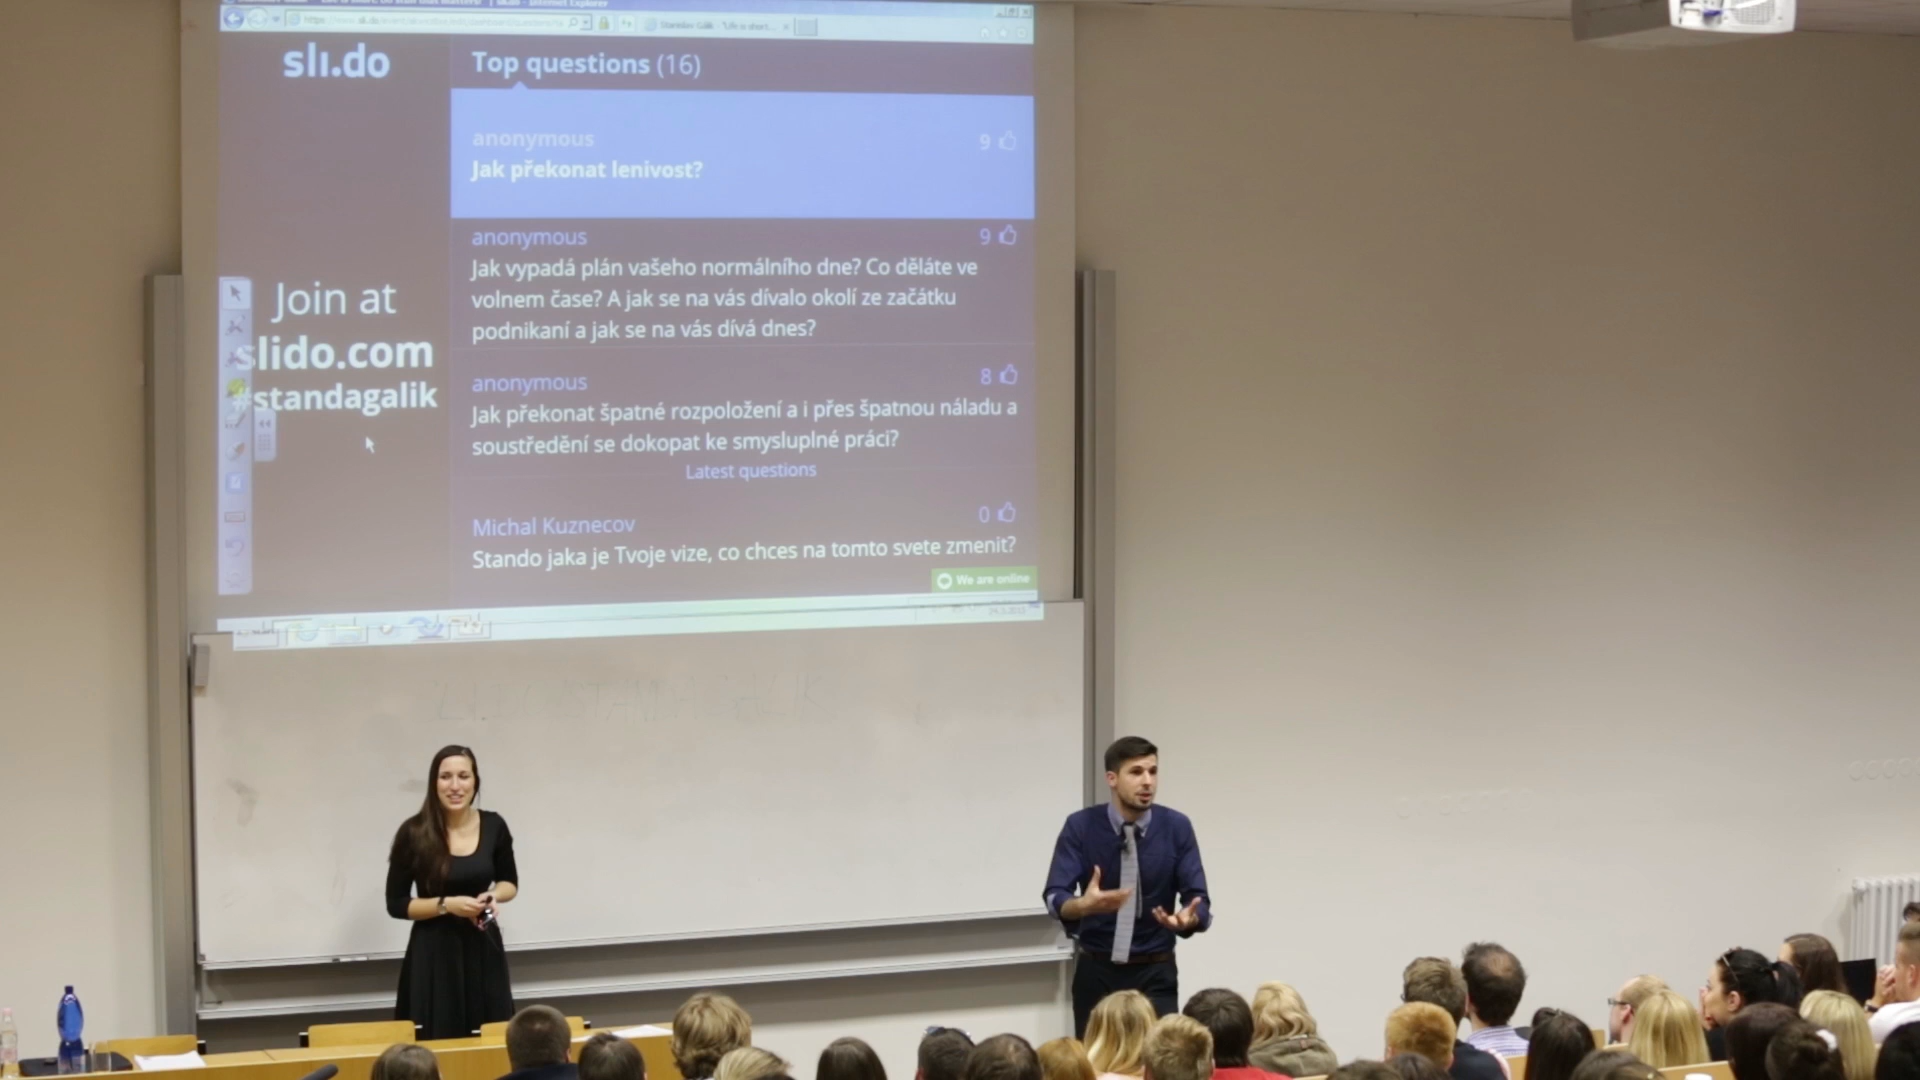 sli.do
Top questions (16)
anonymous
9
Jak překonat lenivost?
anonymous
9
Jak vypadá plán vašeho normálního dne? Co děláte ve
volnem čase? A jak se na vás dívalo okolí ze začátku
podnikaní a jak se na vás dívá dnes?
anonymous
8
Jak překonat špatné rozpoložení a i přes špatnou náladu a
soustředění se dokopat ke smysluplné práci?
Latest questions
Michal Kuznecov
0
Stando jaka je Tvoje vize, co chces na tomto svete zmenit?
We are online
Join at
slido.com
#standagalik